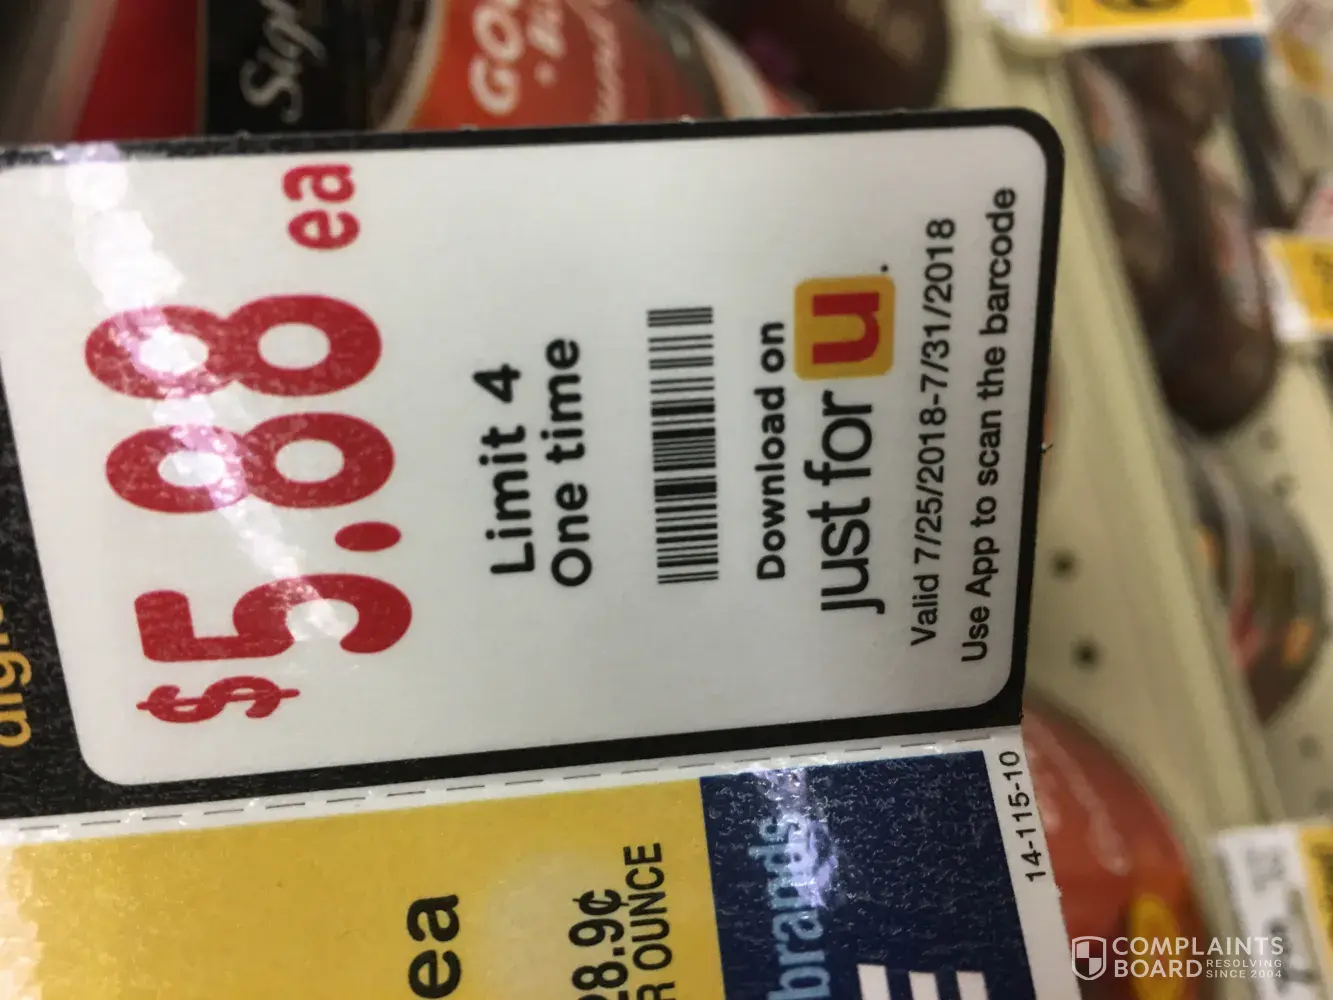 $5.88 ea
Limit 4
One time
Download on
just for u.
Valid 7/25/2018-7/31/2018
Use App to scan the barcode
ea
28.9¢
OUNCE
brands
14-115-10
COMPLAINTS
BOARD RESOLVING
SINCE 2004